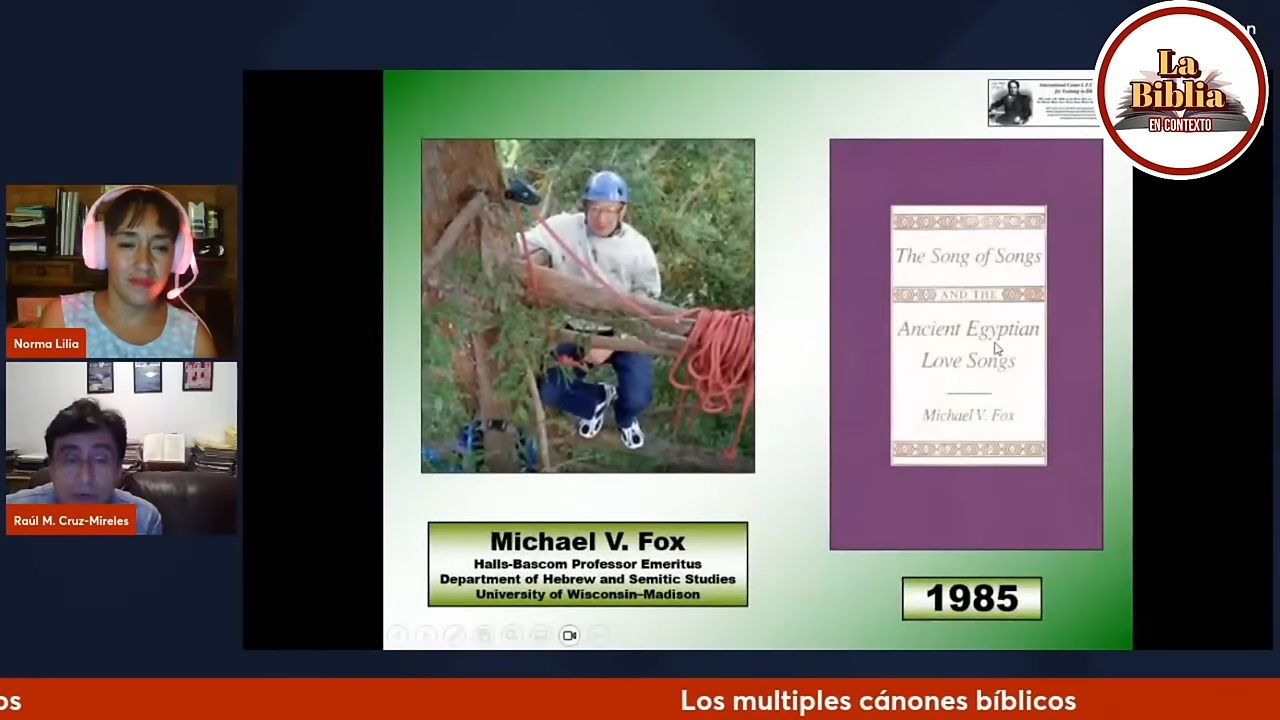 La
Biblia
EN CONTEXTO
The Song of Songs
AND THE
Ancient Egyptian
Love Songs
Michael V. Fox
Norma Lilia
Raúl M. Cruz-Mireles
Michael V. Fox
Halls-Bascom Professor Emeritus
Department of Hebrew and Semitic Studies
University of Wisconsin–Madison
1985
os
Los multiples cánones bíblicos